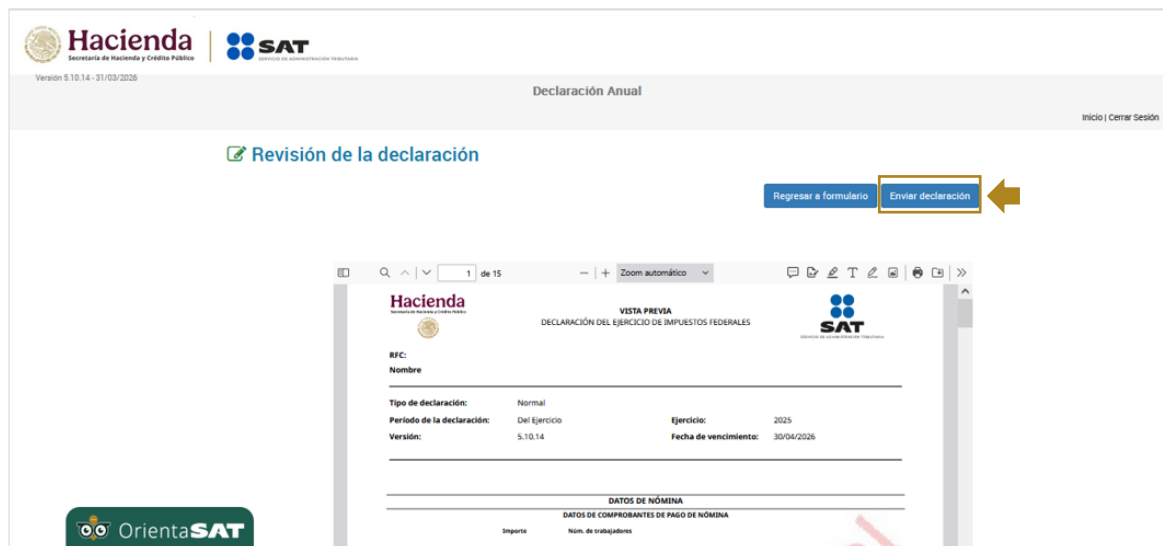 Hacienda
Secretaría de Hacienda y Crédito Público
SAT
SERVICIO DE ADMINISTRACIÓN TRIBUTARIA
Versión 5.10.14 - 31/03/2026
Declaración Anual
Inicio | Cerrar Sesión
Revisión de la declaración
Regresar a formulario
Enviar declaración
1 de 15
Zoom automático
Hacienda
Secretaría de Hacienda y Crédito Público
VISTA PREVIA
DECLARACIÓN DEL EJERCICIO DE IMPUESTOS FEDERALES
SAT
SERVICIO DE ADMINISTRACIÓN TRIBUTARIA
RFC:
Nombre
Tipo de declaración: Normal
Período de la declaración: Del Ejercicio Ejercicio: 2025
Versión: 5.10.14 Fecha de vencimiento: 30/04/2026
DATOS DE NÓMINA
DATOS DE COMPROBANTES DE PAGO DE NÓMINA
Importe Núm. de trabajadores
OrientaSAT